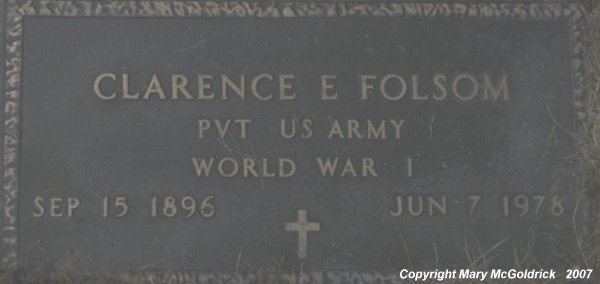 CLARENCE E FOLSOM
PVT US ARMY
WORLD WAR I
SEP 15 1896 JUN 7 1978
Copyright Mary McGoldrick 2007